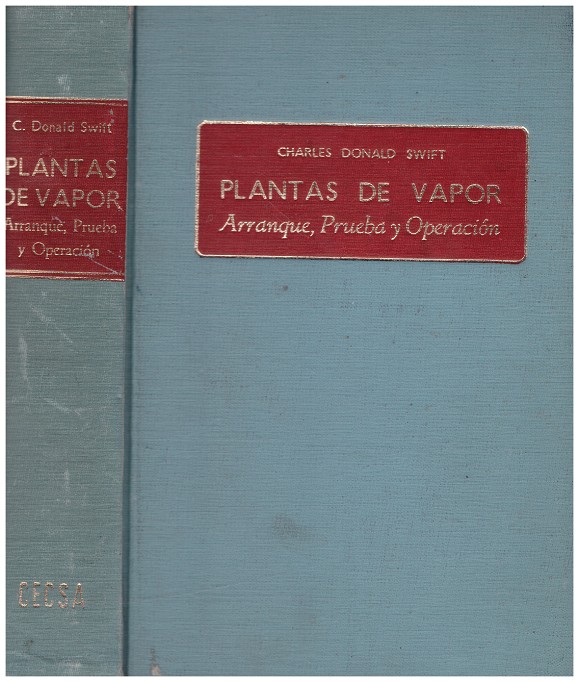 C. Donald Swift
PLANTAS
DE VAPOR
Arranque, Prueba
y Operación
CECSA
CHARLES DONALD SWIFT
PLANTAS DE VAPOR
Arranque, Prueba y Operación